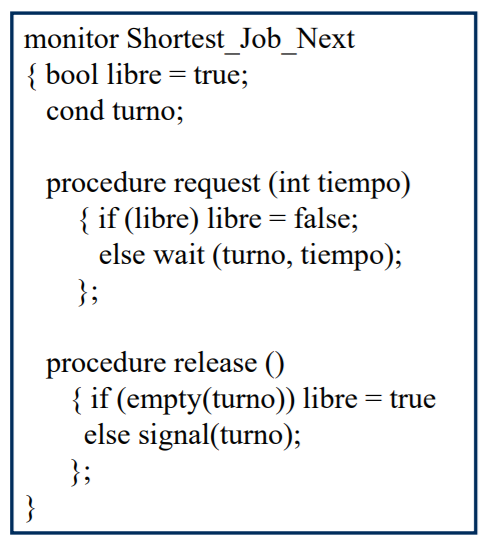 monitor Shortest_Job_Next
{ bool libre = true;
cond turno;
procedure request (int tiempo)
{ if (libre) libre = false;
else wait (turno, tiempo);
};
procedure release ()
{ if (empty(turno)) libre = true
else signal(turno);
};
}